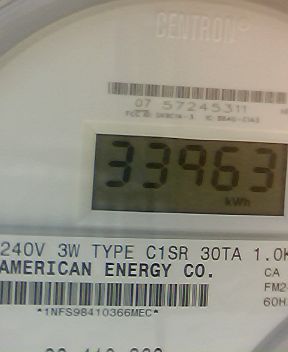 CENTRON
07 57245311
33963
kWh
240V 3W TYPE C1SR 30TA 1.0K
AMERICAN ENERGY CO.
CA
FM2
60H
*1NFS98410366MEC*